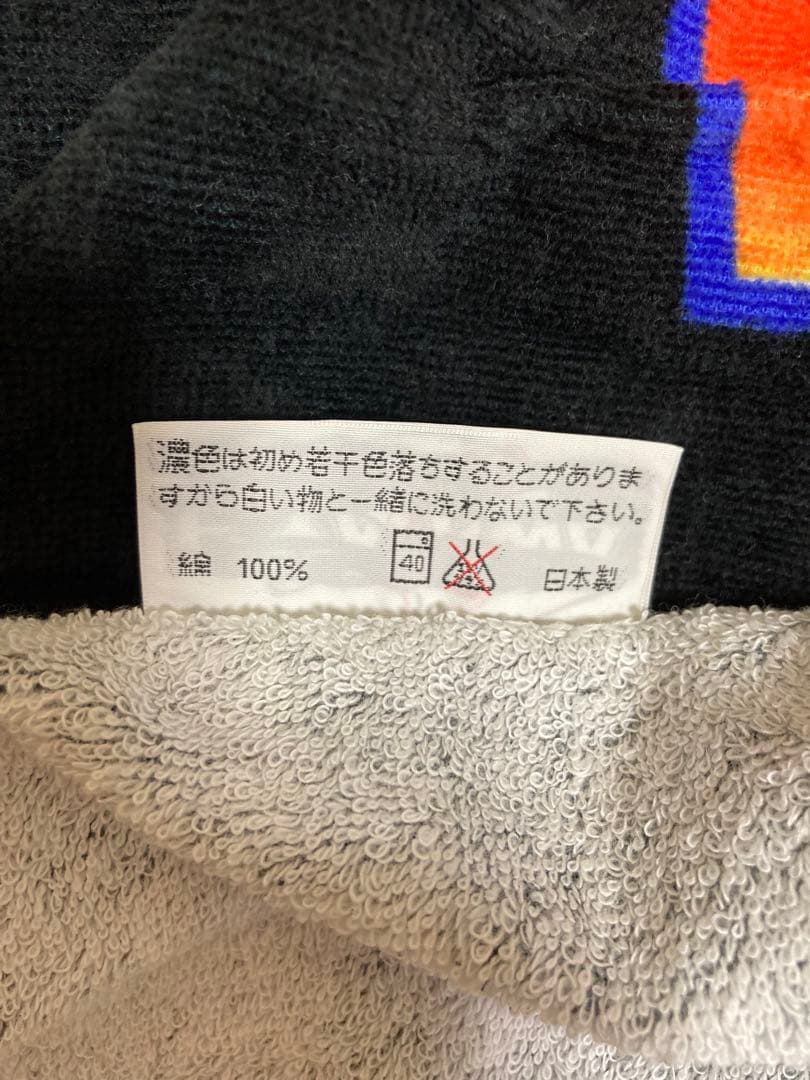 濃色は初め若干色落ちすることがありま
すから白い物と一緒に洗わないで下さい。
綿 100% 40 日本製